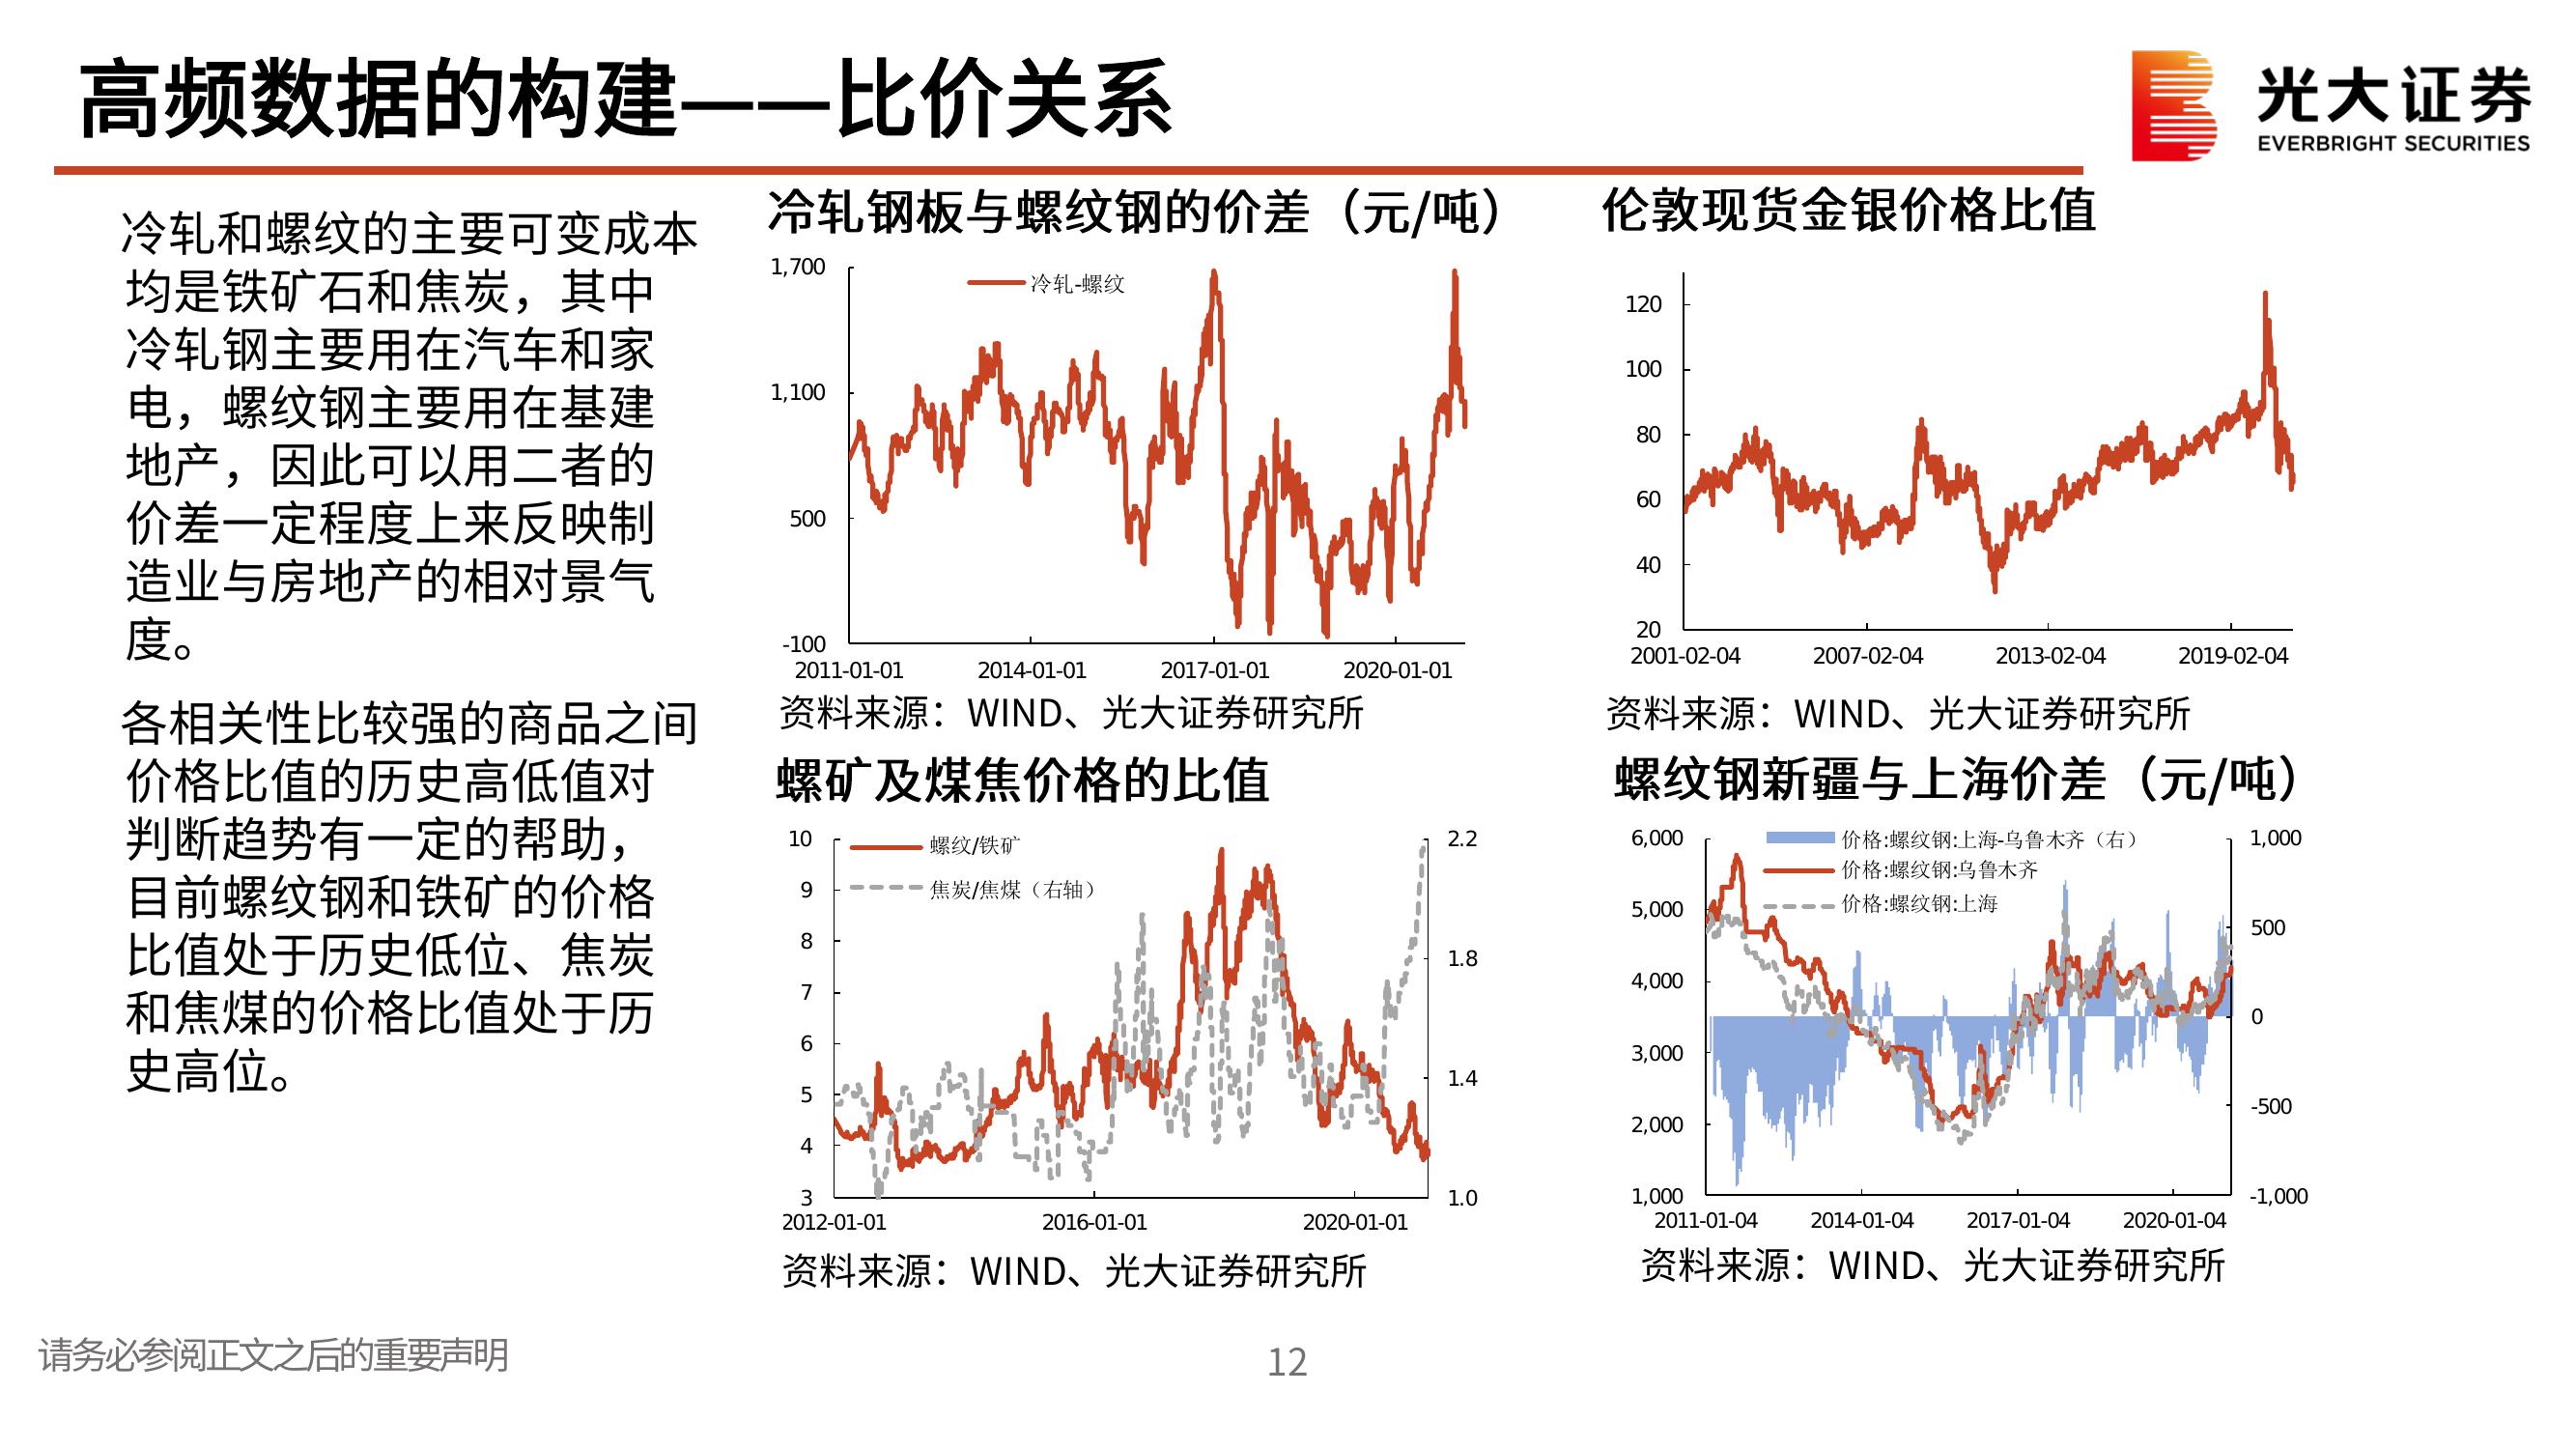 高频数据的构建——比价关系
光大证券
EVERBRIGHT SECURITIES
冷轧和螺纹的主要可变成本
均是铁矿石和焦炭，其中
冷轧钢主要用在汽车和家
电，螺纹钢主要用在基建
地产，因此可以用二者的
价差一定程度上来反映制
造业与房地产的相对景气
度。
各相关性比较强的商品之间
价格比值的历史高低值对
判断趋势有一定的帮助，
目前螺纹钢和铁矿的价格
比值处于历史低位、焦炭
和焦煤的价格比值处于历
史高位。
冷轧钢板与螺纹钢的价差（元/吨）
1,700
1,100
500
-100
冷轧-螺纹
2011-01-01 2014-01-01 2017-01-01 2020-01-01
资料来源：WIND、光大证券研究所
伦敦现货金银价格比值
120
100
80
60
40
20
2001-02-04 2007-02-04 2013-02-04 2019-02-04
资料来源：WIND、光大证券研究所
螺矿及煤焦价格的比值
10
9
8
7
6
5
4
3
螺纹/铁矿
焦炭/焦煤（右轴）
2.2
1.8
1.4
1.0
2012-01-01 2016-01-01 2020-01-01
资料来源：WIND、光大证券研究所
螺纹钢新疆与上海价差（元/吨）
6,000
5,000
4,000
3,000
2,000
1,000
价格:螺纹钢:上海-乌鲁木齐（右）
价格:螺纹钢:乌鲁木齐
价格:螺纹钢:上海
1,000
500
0
-500
-1,000
2011-01-04 2014-01-04 2017-01-04 2020-01-04
资料来源：WIND、光大证券研究所
请务必参阅正文之后的重要声明
12